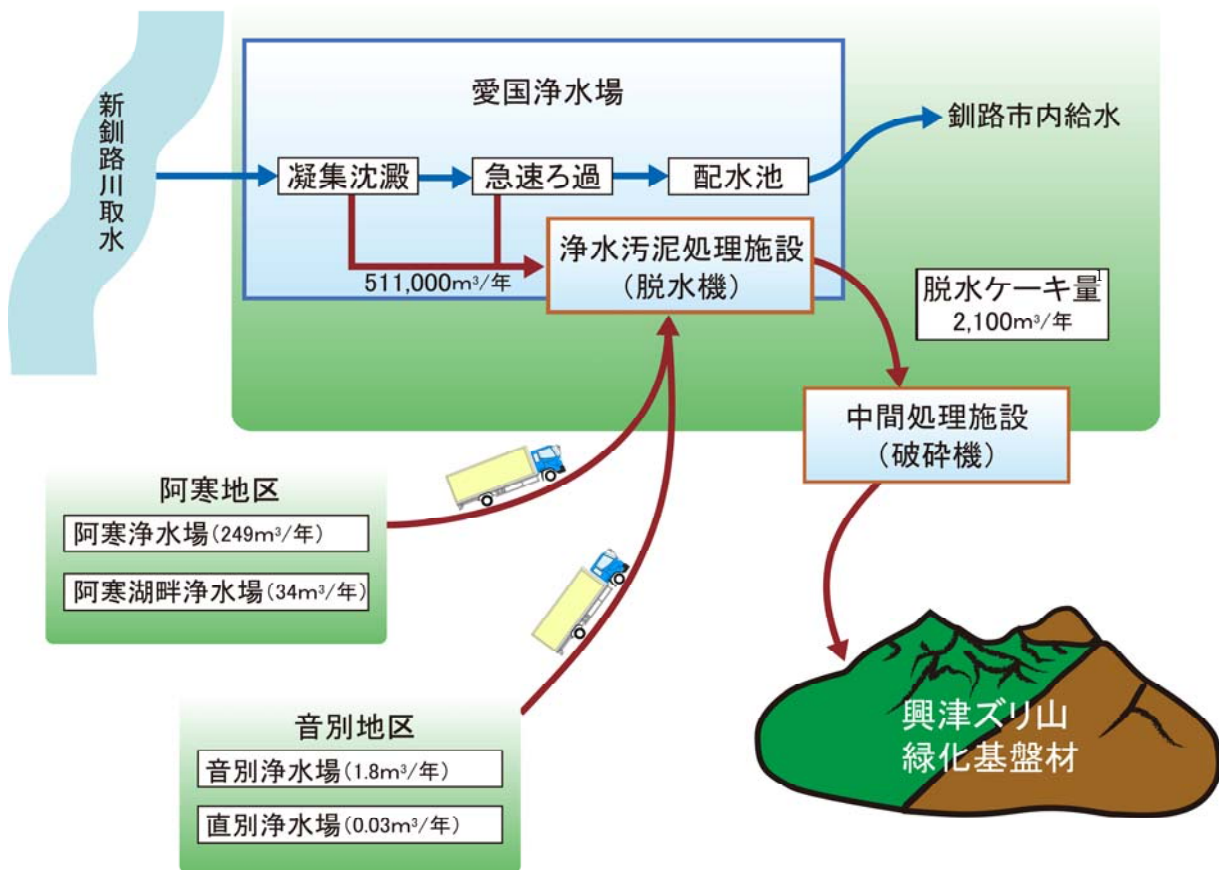 新釧路川取水
愛国浄水場
釧路市内給水
凝集沈澱
急速ろ過
配水池
511,000m³/年
浄水汚泥処理施設
(脱水機)
脱水ケーキ量1
2,100m³/年
中間処理施設
(破砕機)
阿寒地区
阿寒浄水場(249m³/年)
阿寒湖畔浄水場(34m³/年)
音別地区
音別浄水場(1.8m³/年)
直別浄水場(0.03m³/年)
興津ズリ山
緑化基盤材